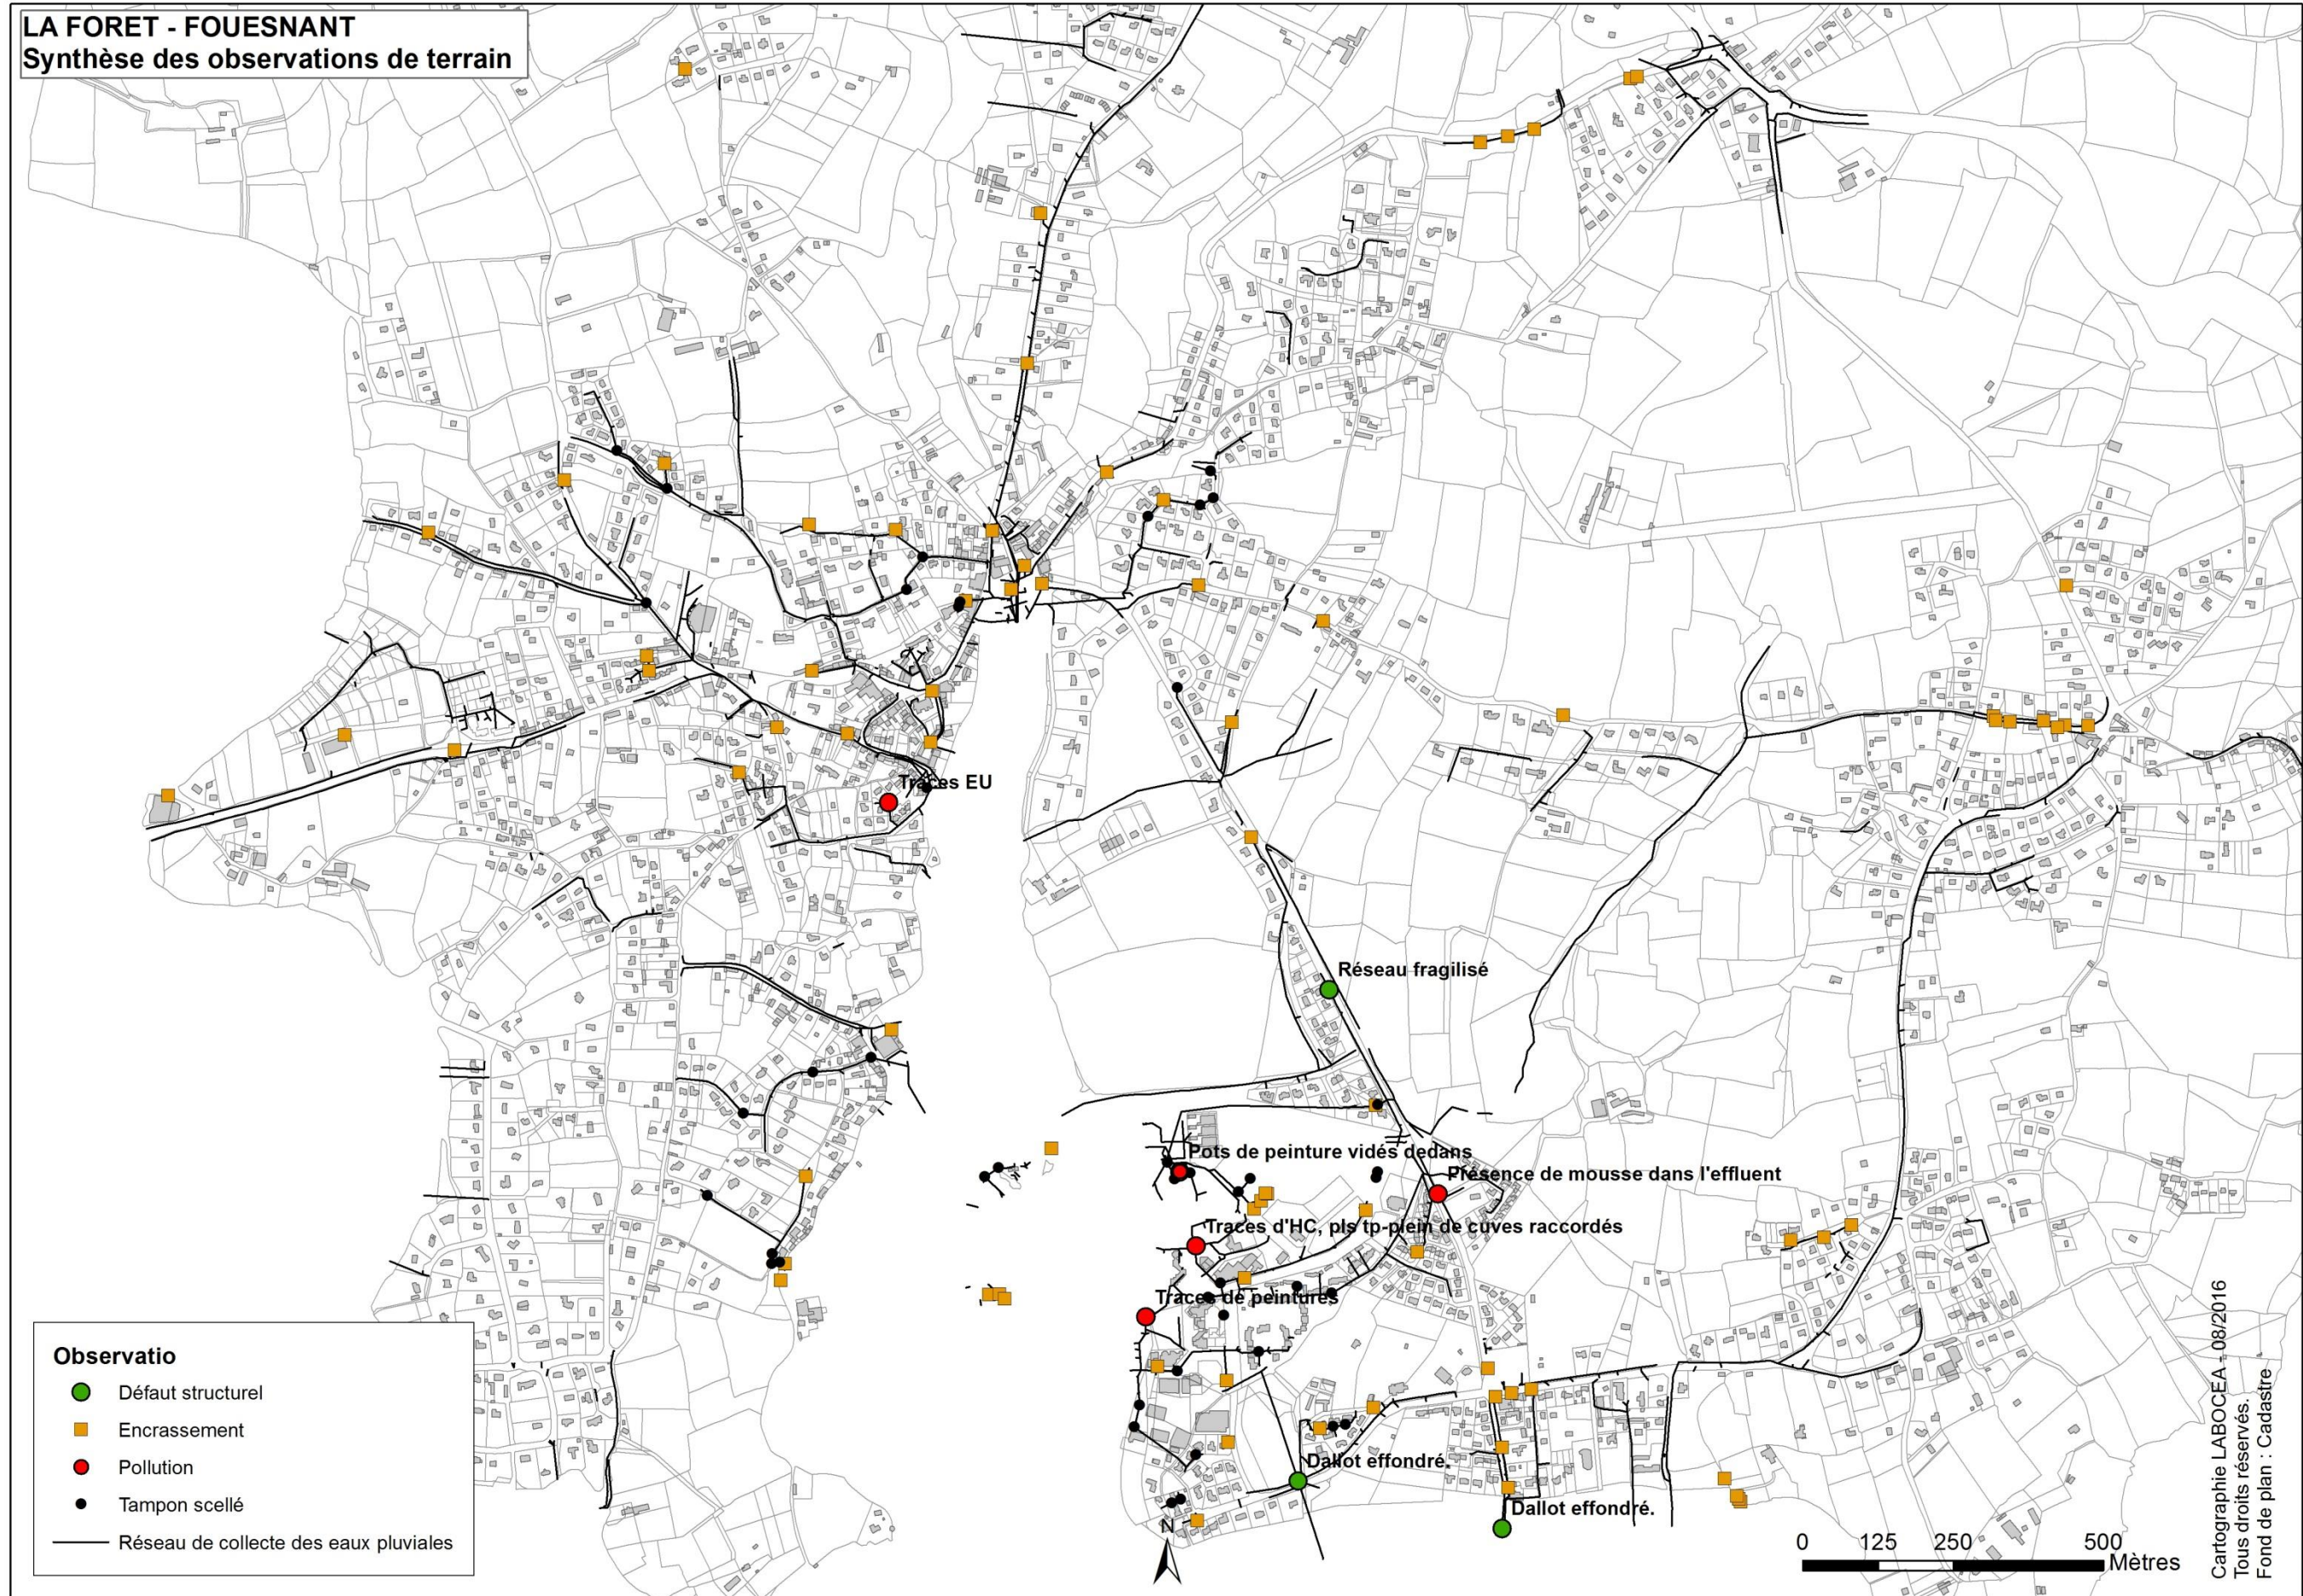 LA FORET - FOUESNANT
Synthèse des observations de terrain
Traces EU
Réseau fragilisé
Pots de peinture vidés dedans
Présence de mousse dans l'effluent
Traces d'HC, pls tp-plein de cuves raccordés
Traces de peintures
Dallot effondré.
Dallot effondré.
Observatio
Défaut structurel
Encrassement
Pollution
Tampon scellé
Réseau de collecte des eaux pluviales
N
0 125 250 500
Mètres
Cartographie LABOCEA - 08/2016
Tous droits réservés.
Fond de plan : Cadastre